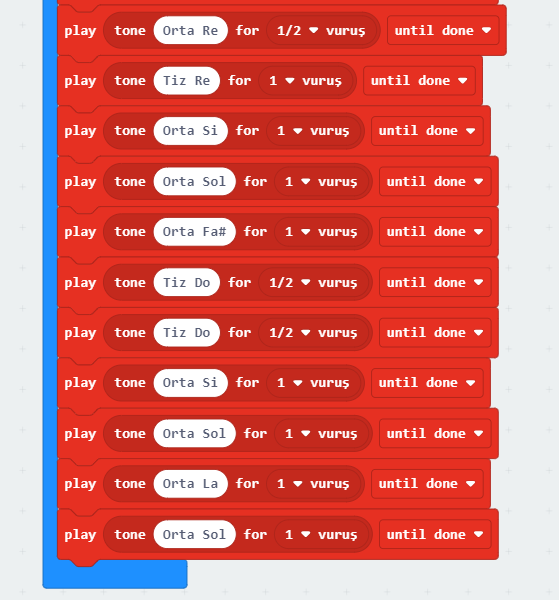 play tone Orta Re for 1/2 vuruş until done
play tone Tiz Re for 1 vuruş until done
play tone Orta Si for 1 vuruş until done
play tone Orta Sol for 1 vuruş until done
play tone Orta Fa# for 1 vuruş until done
play tone Tiz Do for 1/2 vuruş until done
play tone Tiz Do for 1/2 vuruş until done
play tone Orta Si for 1 vuruş until done
play tone Orta Sol for 1 vuruş until done
play tone Orta La for 1 vuruş until done
play tone Orta Sol for 1 vuruş until done